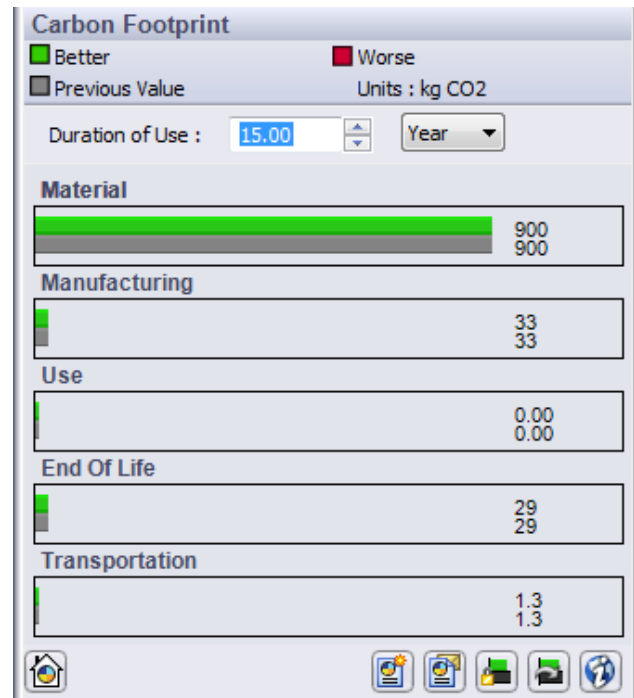 Carbon Footprint
Better Worse
Previous Value Units : kg CO2
Duration of Use : 15.00 Year
Material
900
900
Manufacturing
33
33
Use
0.00
0.00
End Of Life
29
29
Transportation
1.3
1.3